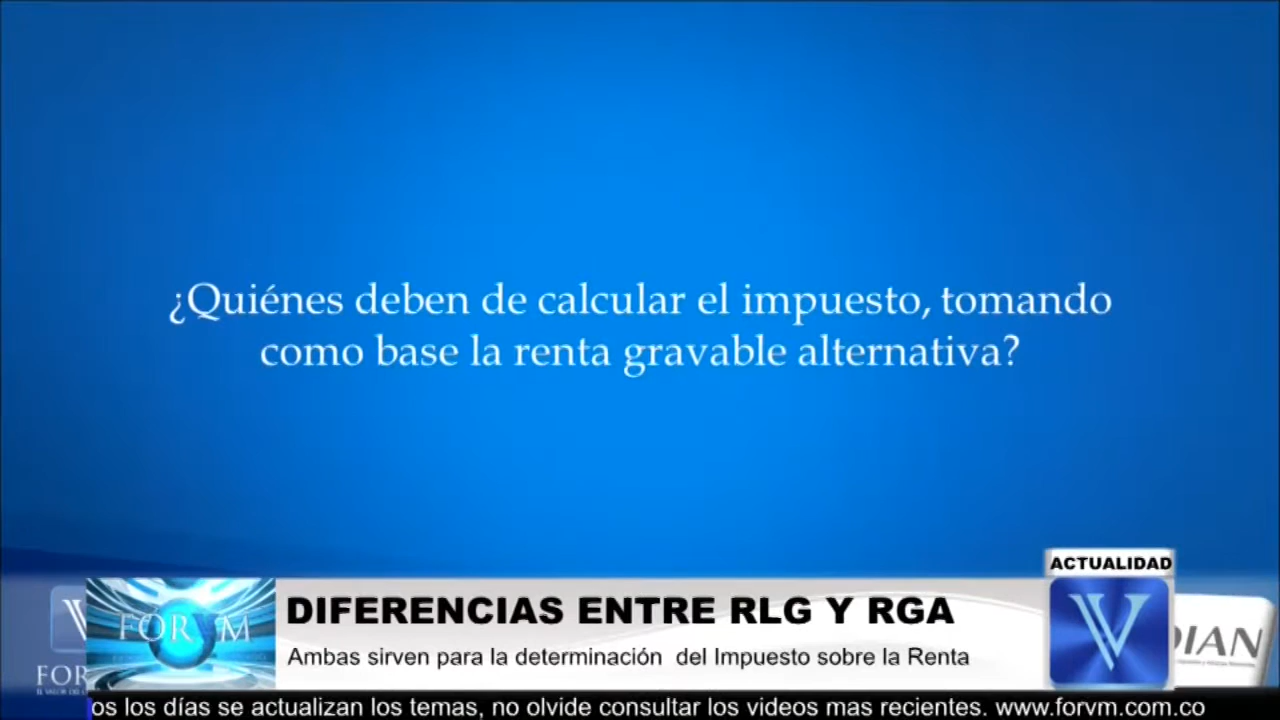 ¿Quiénes deben de calcular el impuesto, tomando
como base la renta gravable alternativa?
ACTUALIDAD
DIFERENCIAS ENTRE RLG Y RGA
FORVM
Ambas sirven para la determinación  del Impuesto sobre la Renta
DIAN
FOR
os los días se actualizan los temas, no olvide consultar los videos mas recientes. www.forvm.com.co